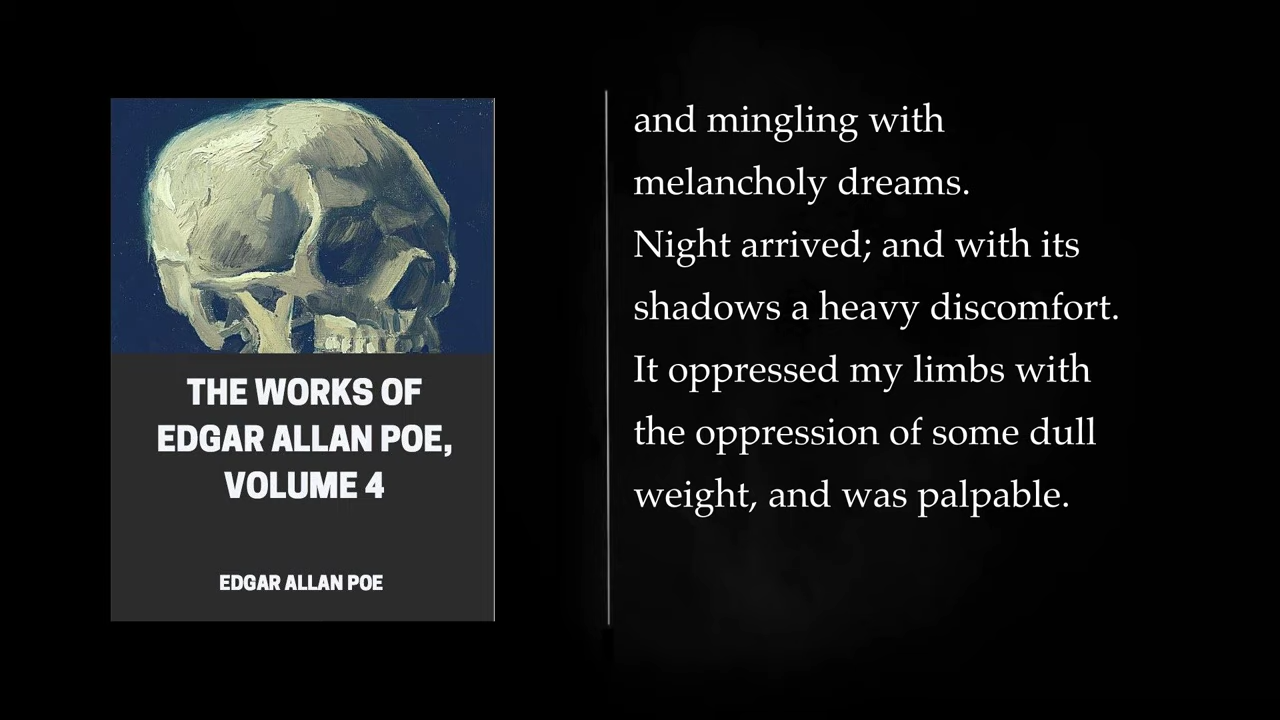 THE WORKS OF
EDGAR ALLAN POE,
VOLUME 4
EDGAR ALLAN POE
and mingling with
melancholy dreams.
Night arrived; and with its
shadows a heavy discomfort.
It oppressed my limbs with
the oppression of some dull
weight, and was palpable.